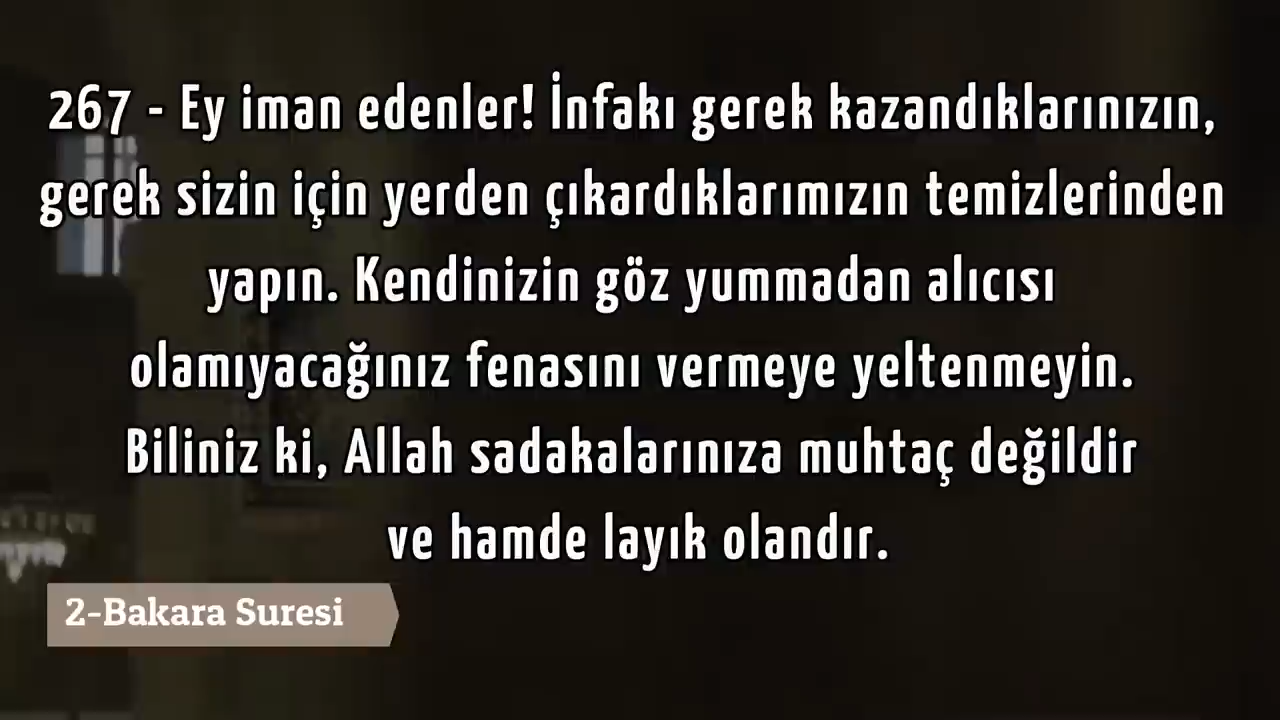 267 - Ey iman edenler! İnfakı gerek kazandıklarınızın,
gerek sizin için yerden çıkardıklarımızın temizlerinden
yapın. Kendinizin göz yummadan alıcısı
olamıyacağınız fenasını vermeye yeltenmeyin.
Biliniz ki, Allah sadakalarınıza muhtaç değildir
ve hamde layık olandır.
2-Bakara Suresi